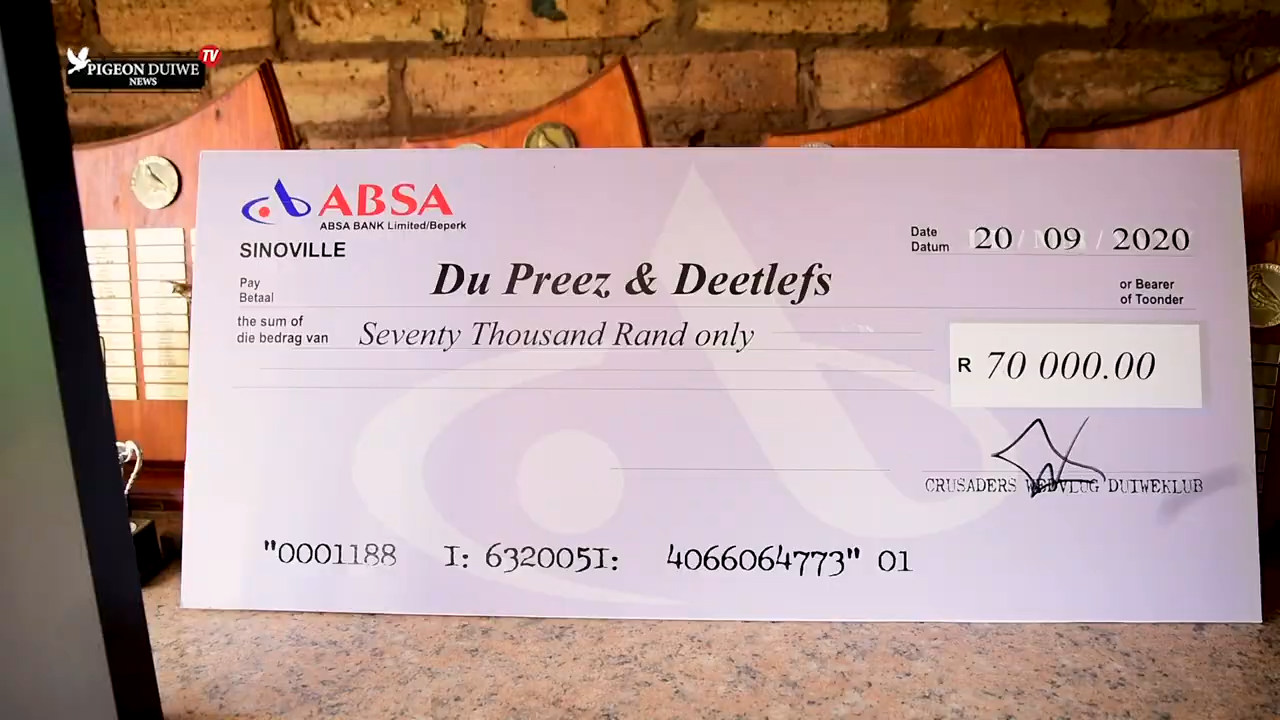 PIGEON DUIWE TV
NEWS
ABSA
ABSA BANK Limited/Beperk
SINOVILLE
Date
Datum
20 / 09 / 2020
Pay
Betaal
Du Preez & Deetlefs
or Bearer
of Toonder
the sum of
die bedrag van
Seventy Thousand Rand only
R 70 000.00
CRUSADERS WEDVLUG DUIWEKLUB
"0001188 I: 632005I: 4066064773" 01